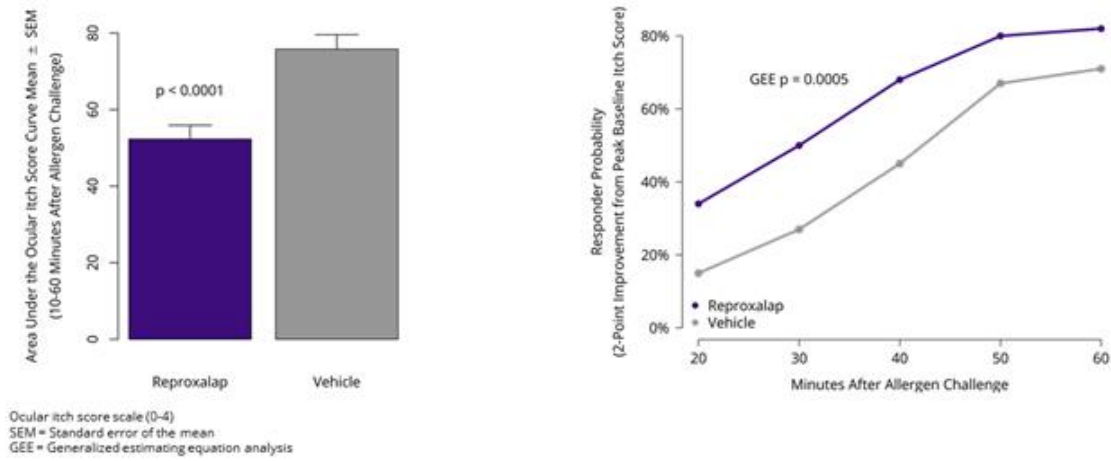 Area Under the Ocular Itch Score Curve Mean ± SEM
(10-60 Minutes After Allergen Challenge)
80
60
40
20
0
p < 0.0001
Reproxalap
Vehicle
Ocular itch score scale (0-4)
SEM = Standard error of the mean
GEE = Generalized estimating equation analysis
Responder Probability
(2-Point Improvement from Peak Baseline Itch Score)
80%
60%
40%
20%
0%
GEE p = 0.0005
Reproxalap
Vehicle
20 30 40 50 60
Minutes After Allergen Challenge